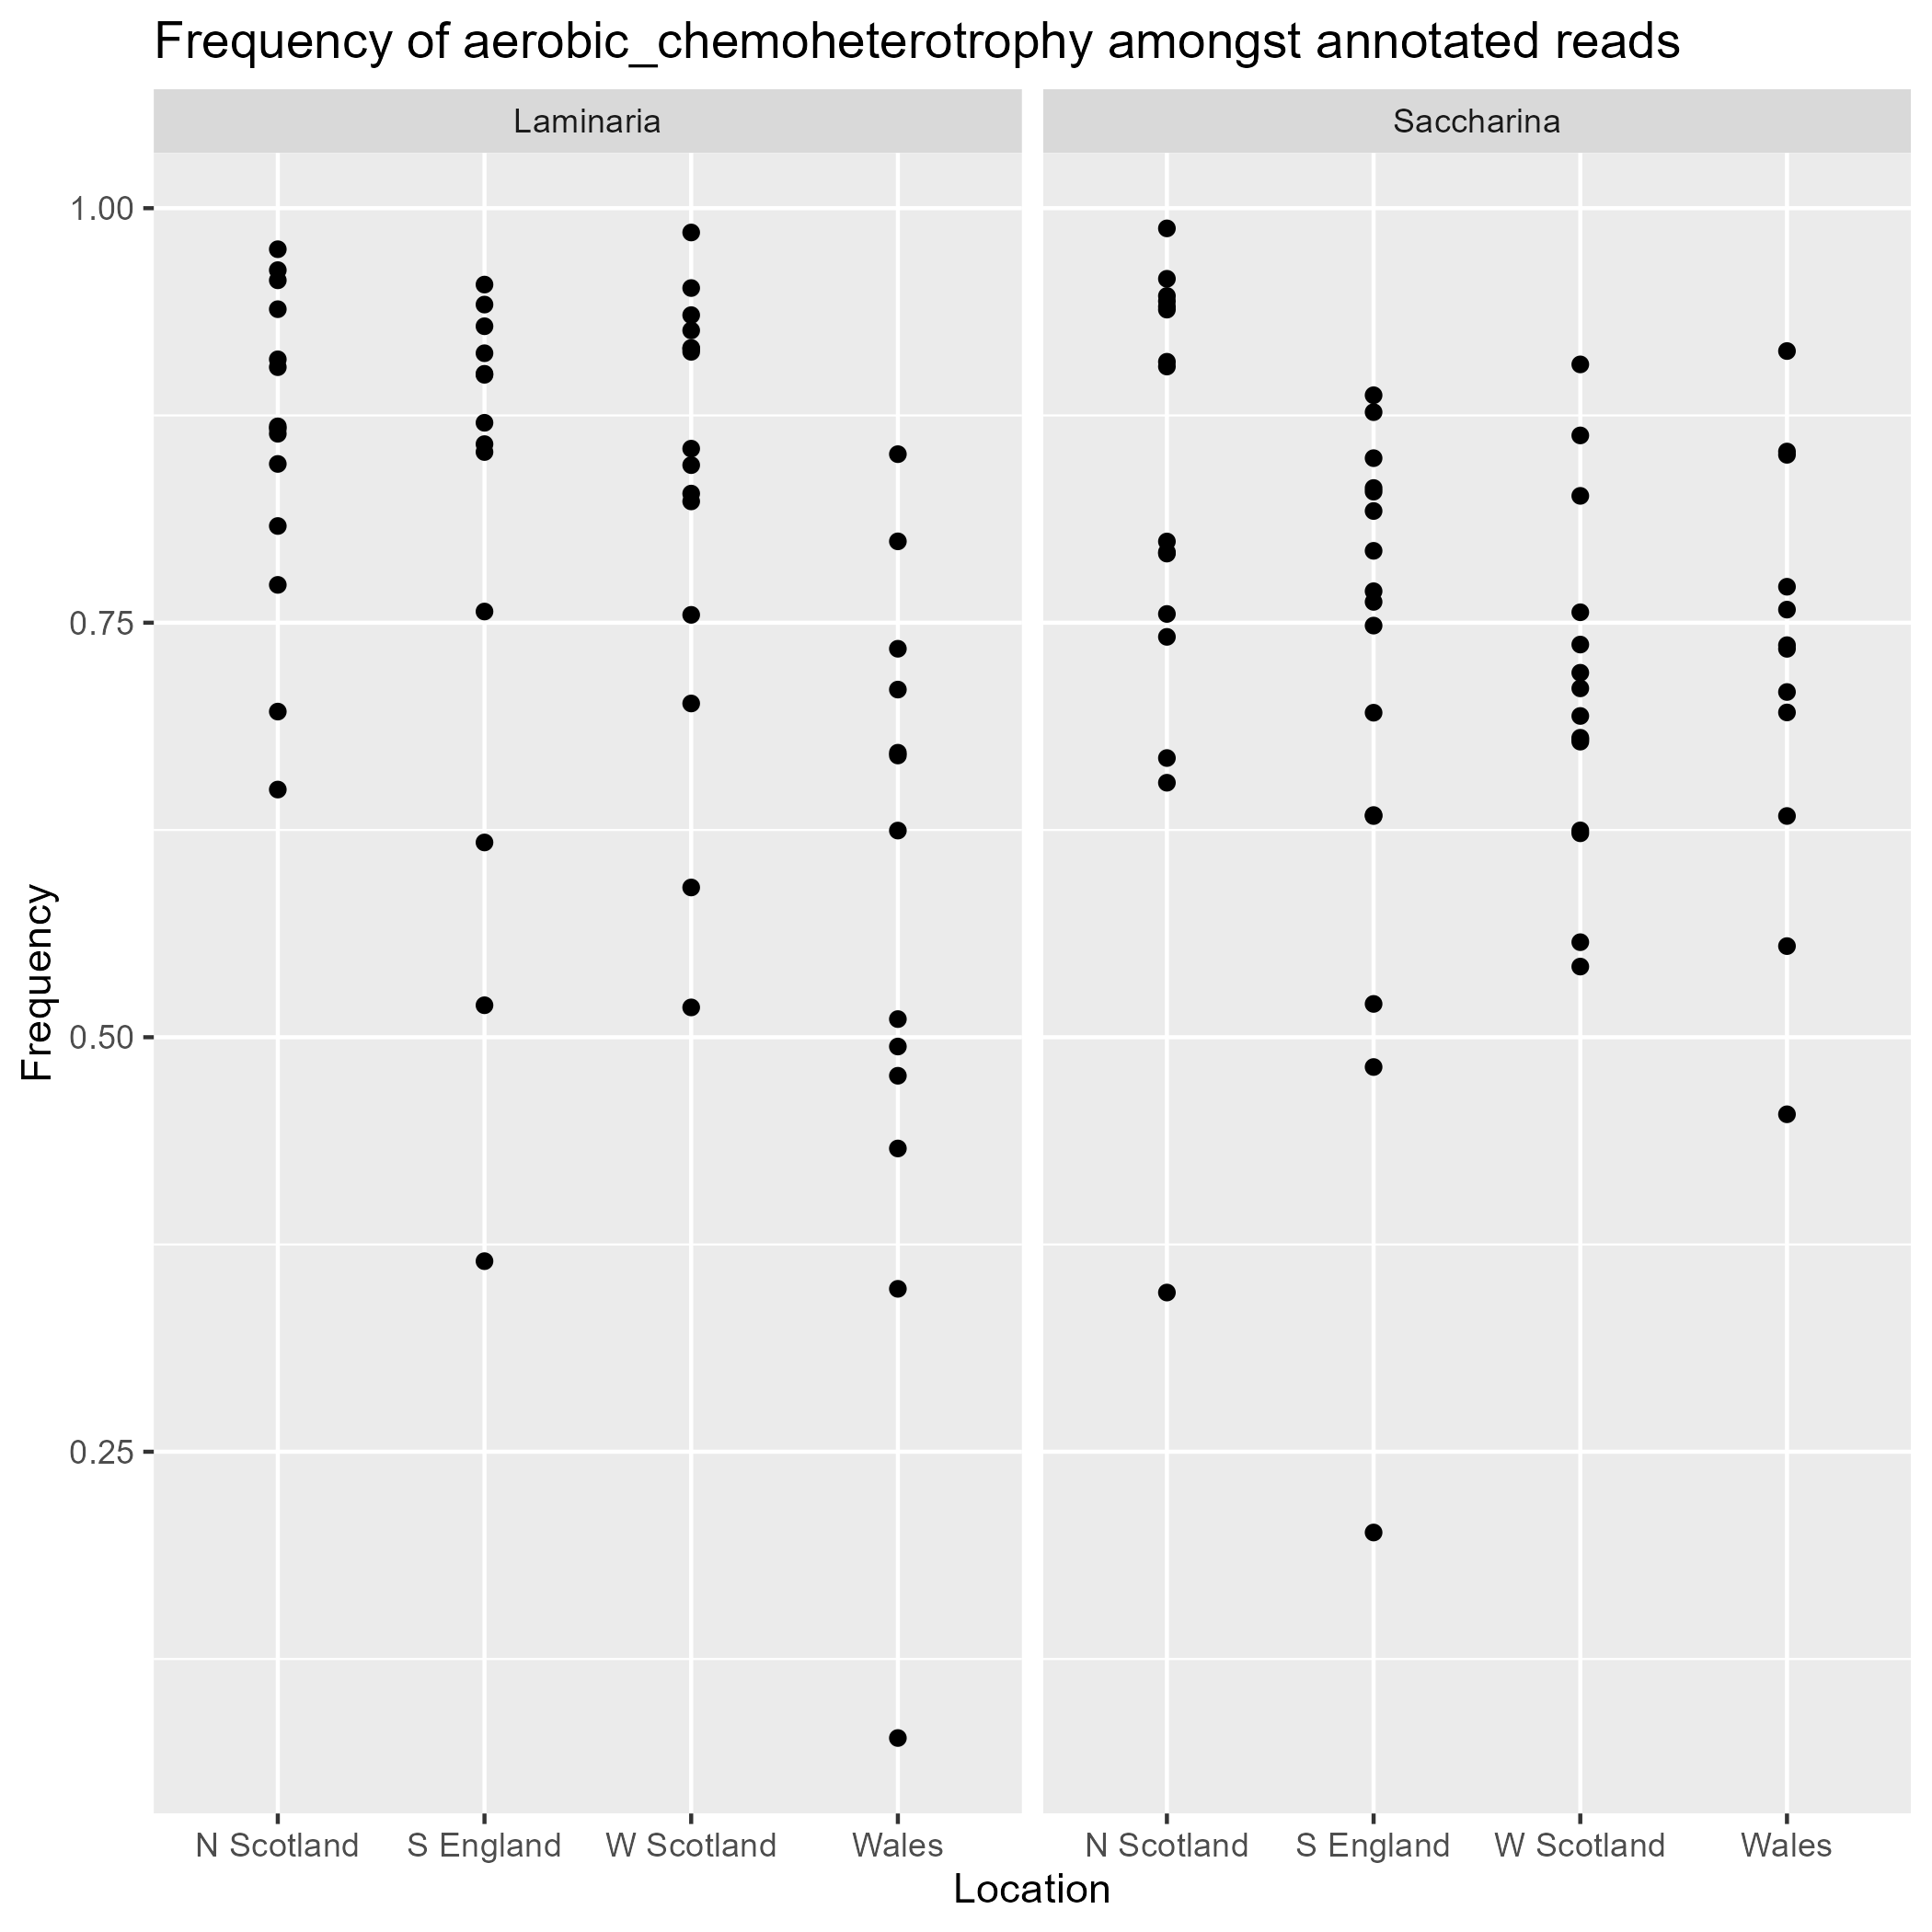 Frequency of aerobic_chemoheterotrophy amongst annotated reads
Laminaria
Saccharina
1.00
0.75
0.50
0.25
Frequency
N Scotland
S England
W Scotland
Wales
N Scotland
S England
W Scotland
Wales
Location